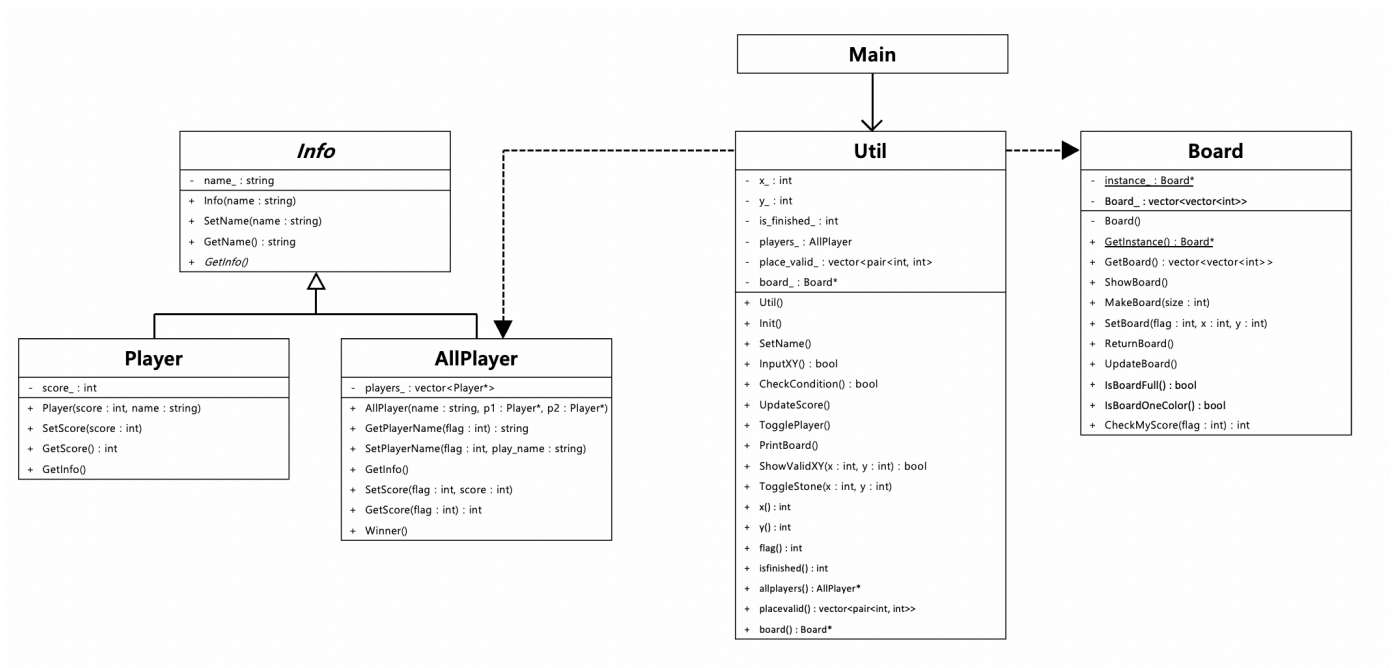 Main
Info
- name_ : string
+ Info(name : string)
+ SetName(name : string)
+ GetName() : string
+ GetInfo()
Player
- score_ : int
+ Player(score : int, name : string)
+ SetScore(score : int)
+ GetScore() : int
+ GetInfo()
AllPlayer
- players_ : vector<Player*>
+ AllPlayer(name : string, p1 : Player*, p2 : Player*)
+ GetPlayerName(flag : int) : string
+ SetPlayerName(flag : int, play_name : string)
+ GetInfo()
+ SetScore(flag : int, score : int)
+ GetScore(flag : int) : int
+ Winner()
Util
- x_ : int
- y_ : int
- is_finished_ : int
- players_ : AllPlayer
- place_valid_ : vector<pair<int, int>
- board_ : Board*
+ Util()
+ Init()
+ SetName()
+ InputXY() : bool
+ CheckCondition() : bool
+ UpdateScore()
+ TogglePlayer()
+ PrintBoard()
+ ShowValidXY(x : int, y : int) : bool
+ ToggleStone(x : int, y : int)
+ x() : int
+ y() : int
+ flag() : int
+ isfinished() : int
+ allplayers() : AllPlayer*
+ placevalid() : vector<pair<int, int>>
+ board() : Board*
Board
- instance_ : Board*
- Board_ : vector<vector<int>>
- Board()
+ GetInstance() : Board*
+ GetBoard() : vector<vector<int>>
+ ShowBoard()
+ MakeBoard(size : int)
+ SetBoard(flag : int, x : int, y : int)
+ ReturnBoard()
+ UpdateBoard()
+ IsBoardFull() : bool
+ IsBoardOneColor() : bool
+ CheckMyScore(flag : int) : int